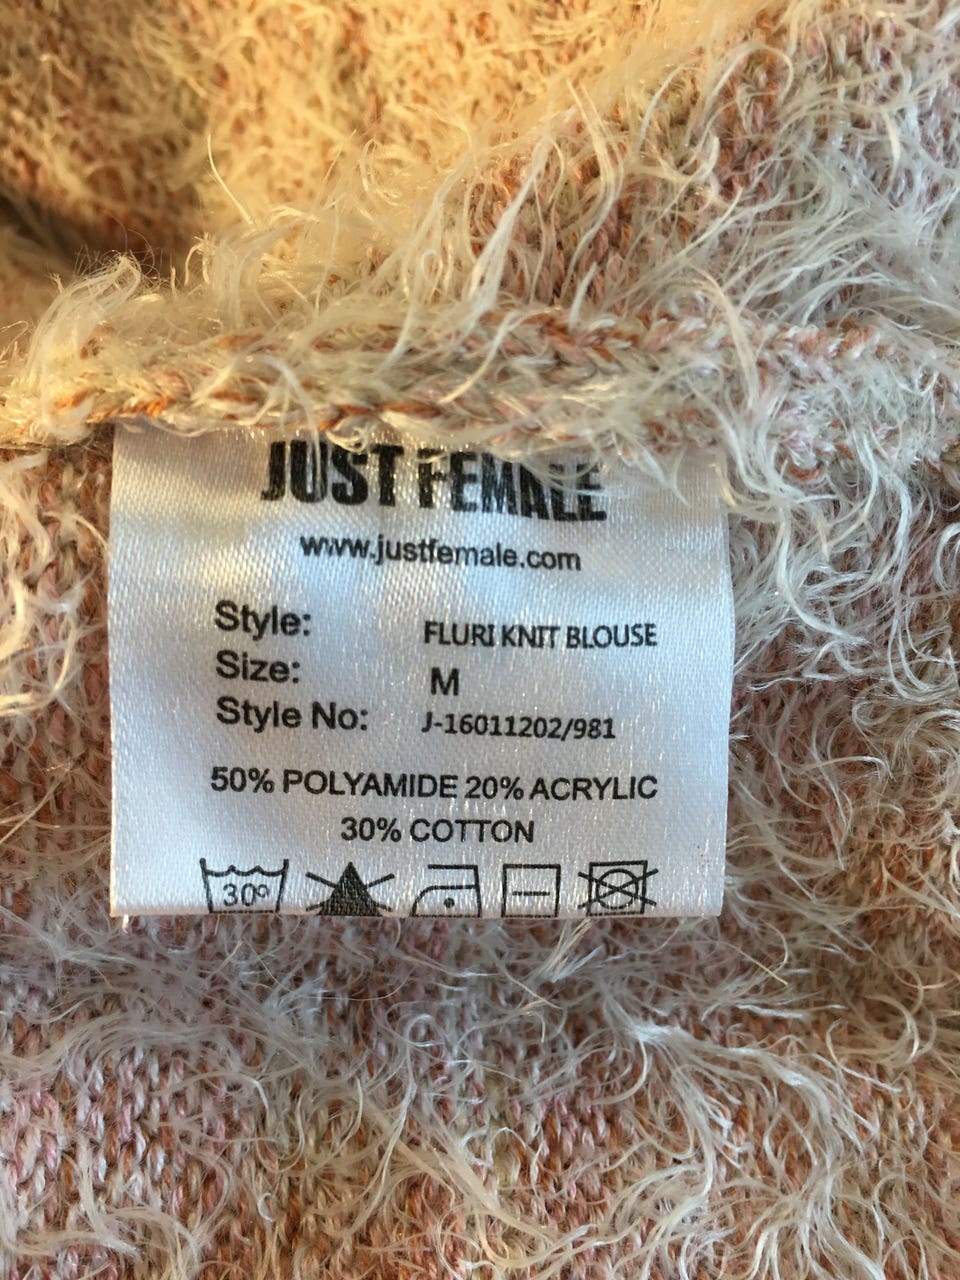 JUST FEMALE
www.justfemale.com
Style: FLURI KNIT BLOUSE
Size: M
Style No: J-16011202/981
50% POLYAMIDE 20% ACRYLIC
30% COTTON
30º